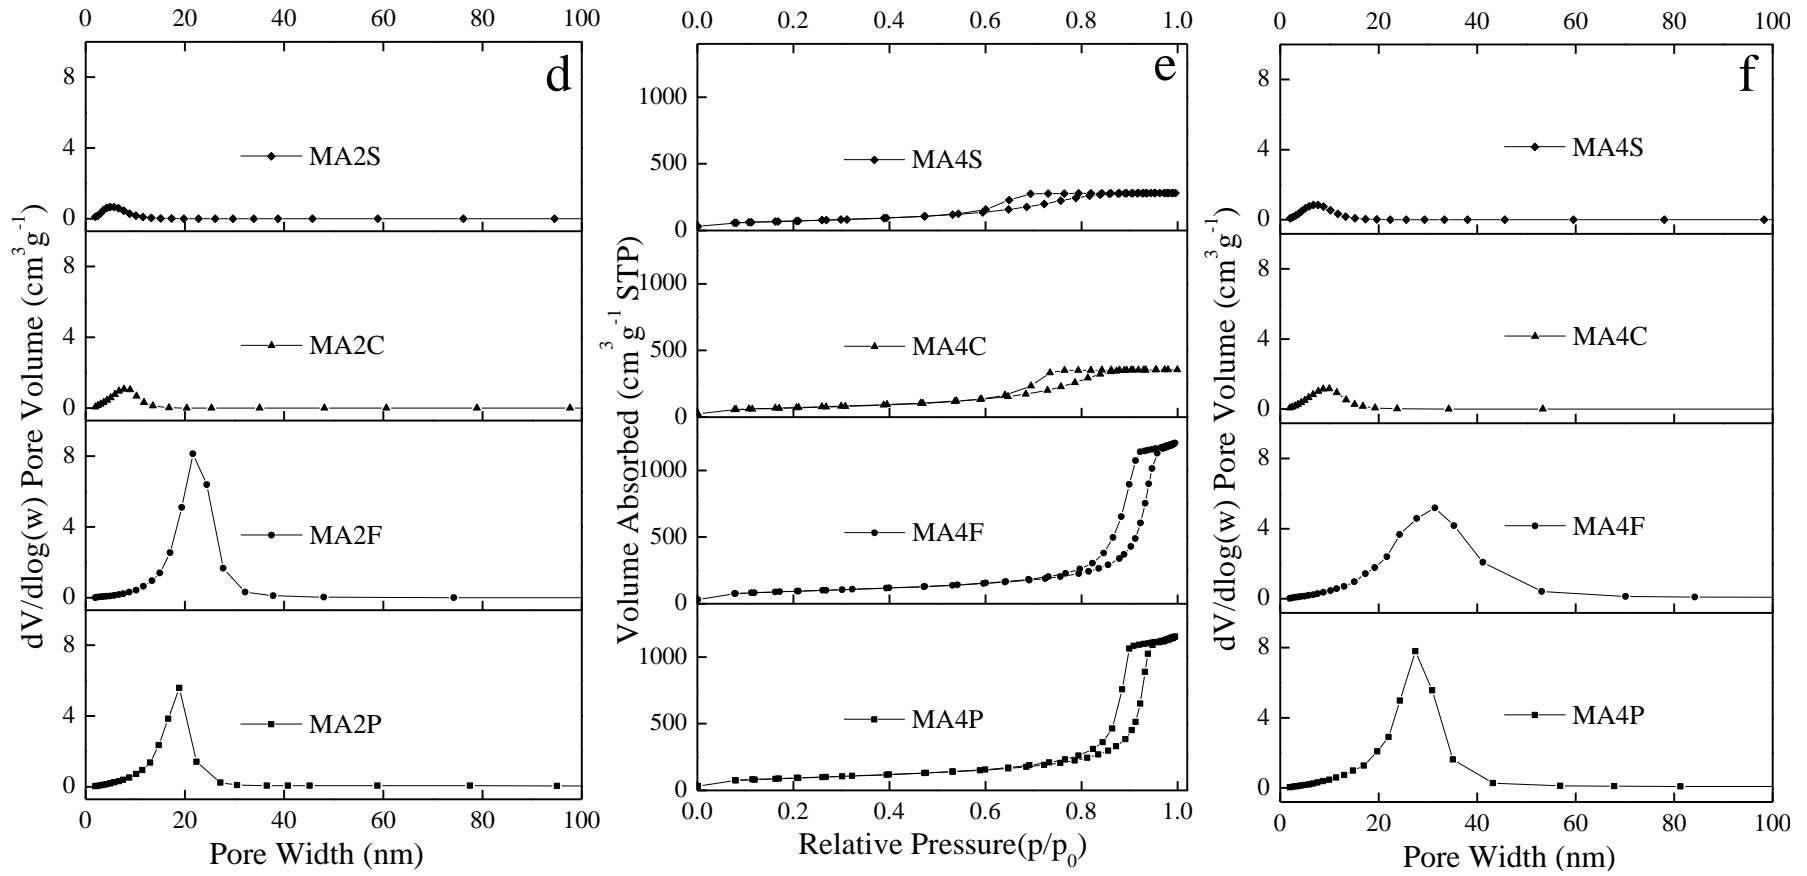 0 20 40 60 80 100
d
8
4
0
MA2S
8
4
0
MA2C
8
4
0
MA2F
8
4
0
MA2P
0 20 40 60 80 100
Pore Width (nm)
dV/dlog(w) Pore Volume (cm³g⁻¹)
0.0 0.2 0.4 0.6 0.8 1.0
e
1000
500
0
MA4S
1000
500
0
MA4C
1000
500
0
MA4F
1000
500
0
MA4P
0.0 0.2 0.4 0.6 0.8 1.0
Relative Pressure(p/p₀)
Volume Absorbed (cm³g⁻¹ STP)
0 20 40 60 80 100
f
8
4
0
MA4S
8
4
0
MA4C
8
4
0
MA4F
8
4
0
MA4P
0 20 40 60 80 100
Pore Width (nm)
dV/dlog(w) Pore Volume (cm³g⁻¹)